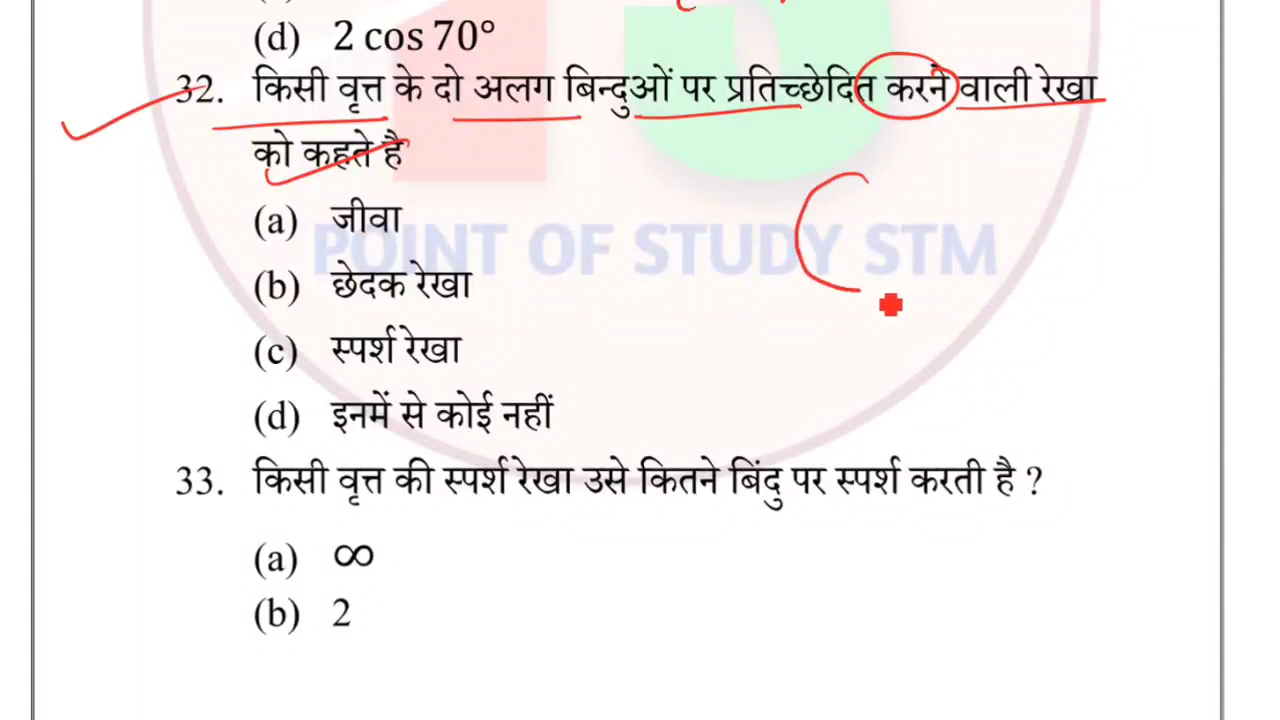 (d) 2 cos 70°
32. किसी वृत्त के दो अलग बिन्दुओं पर प्रतिच्छेदित करने वाली रेखा
को कहते है
(a) जीवा
POINT OF STUDY STM
(b) छेदक रेखा
(c) स्पर्श रेखा
(d) इनमें से कोई नहीं
33. किसी वृत्त की स्पर्श रेखा उसे कितने बिंदु पर स्पर्श करती है ?
(a) ∞
(b) 2